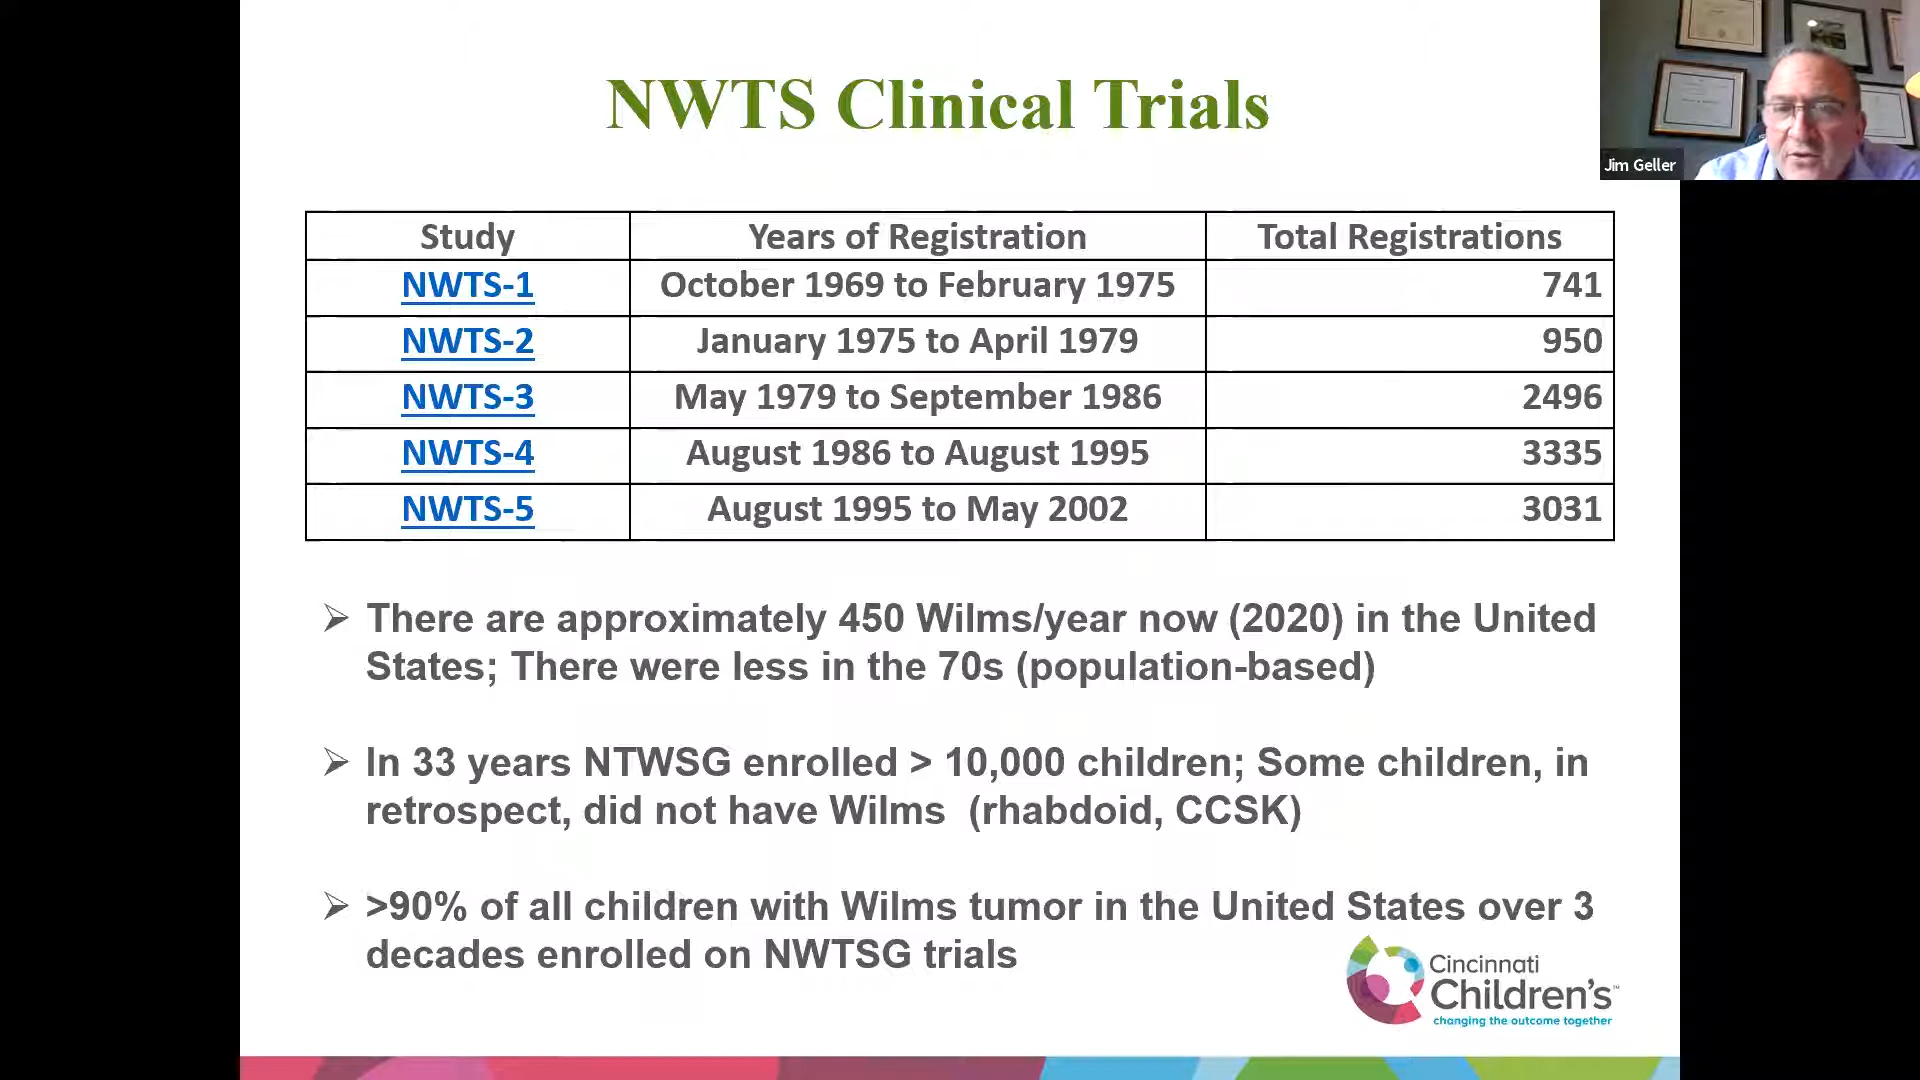 NWTS Clinical Trials
Jim Geller
Study Years of Registration Total Registrations
NWTS-1 October 1969 to February 1975 741
NWTS-2 January 1975 to April 1979 950
NWTS-3 May 1979 to September 1986 2496
NWTS-4 August 1986 to August 1995 3335
NWTS-5 August 1995 to May 2002 3031
➢ There are approximately 450 Wilms/year now (2020) in the United
States; There were less in the 70s (population-based)
➢ In 33 years NTWSG enrolled > 10,000 children; Some children, in
retrospect, did not have Wilms (rhabdoid, CCSK)
➢ >90% of all children with Wilms tumor in the United States over 3
decades enrolled on NWTSG trials
Cincinnati
Children's™
changing the outcome together